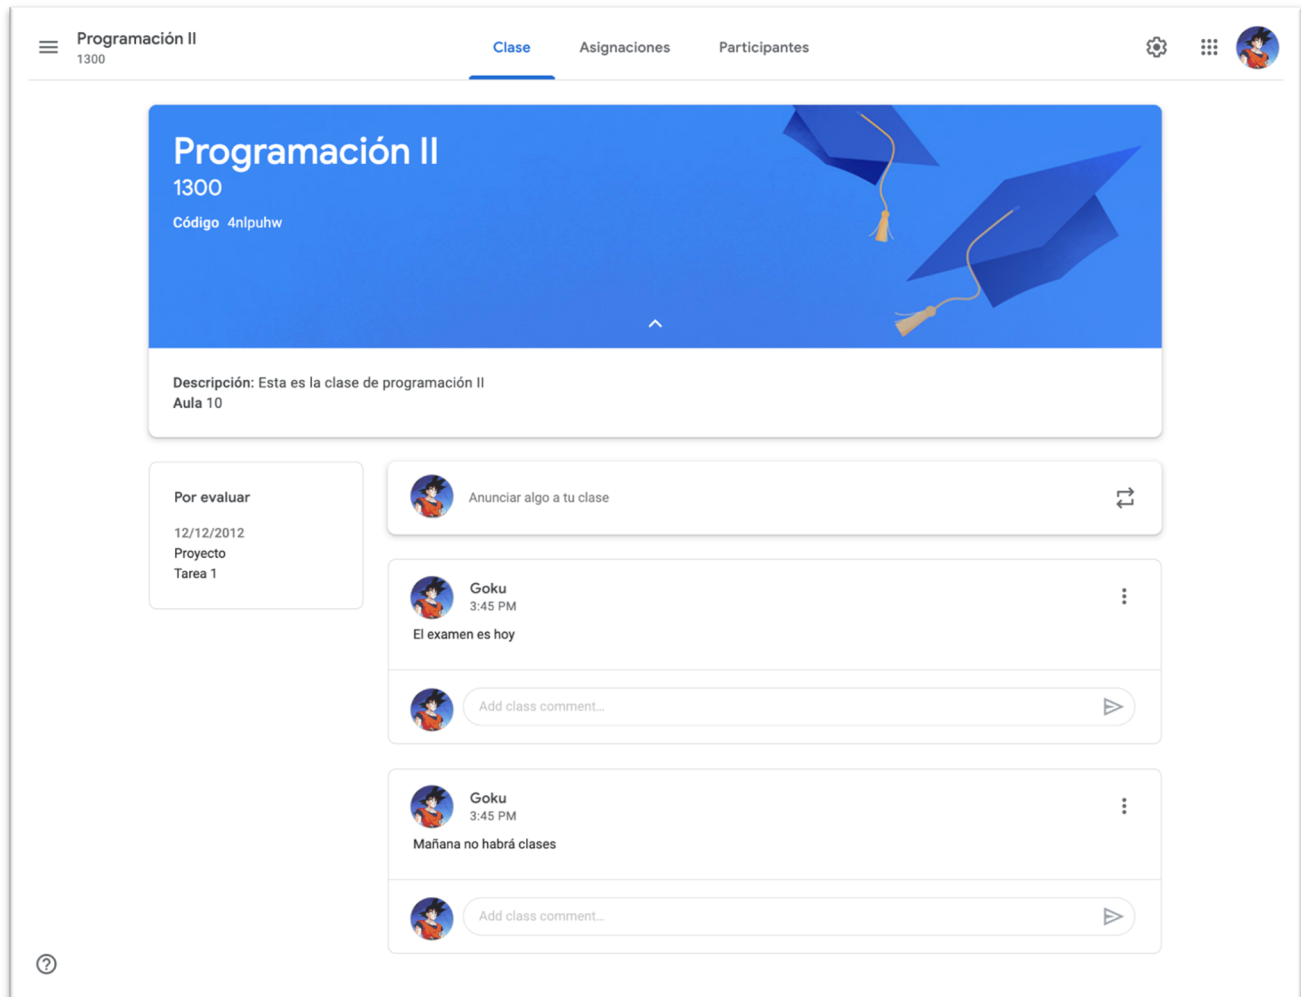 Programación II
1300
Clase
Asignaciones
Participantes
Programación II
1300
Código 4nlpuhw
Descripción: Esta es la clase de programación II
Aula 10
Por evaluar
12/12/2012
Proyecto
Tarea 1
Anunciar algo a tu clase
Goku
3:45 PM
El examen es hoy
Add class comment...
Goku
3:45 PM
Mañana no habrá clases
Add class comment...